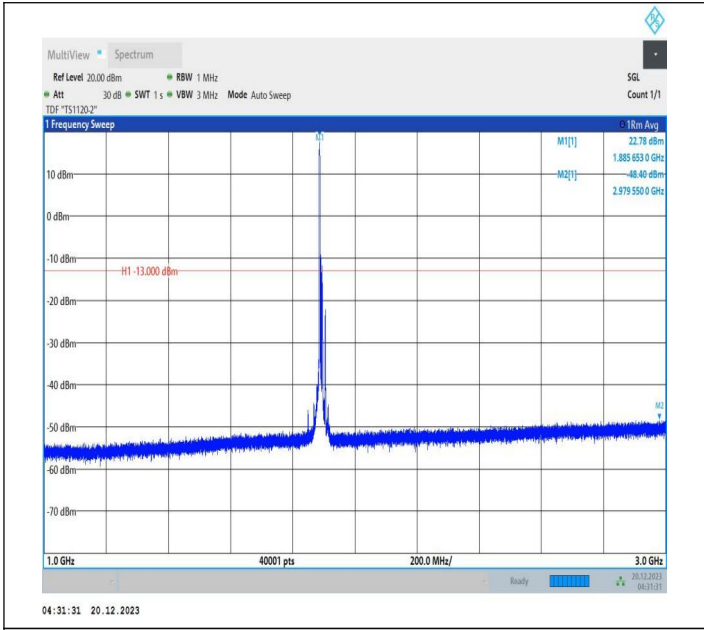 R S
MultiView Spectrum
Ref Level 20.00 dBm RBW 1 MHz SGL
Att 30 dB SWT 1 s VBW 3 MHz Mode Auto Sweep Count 1/1
TDF "TS1120-2"
1 Frequency Sweep 1Rm Avg
M1 M1[1] 22.78 dBm
1.885 653 0 GHz
10 dBm M2[1] -48.40 dBm
2.979 550 0 GHz
0 dBm
-10 dBm
H1 -13.000 dBm
-20 dBm
-30 dBm
-40 dBm
M2
-50 dBm
-60 dBm
-70 dBm
1.0 GHz 40001 pts 200.0 MHz/ 3.0 GHz
Ready 20.12.2023
04:31:31
04:31:31 20.12.2023